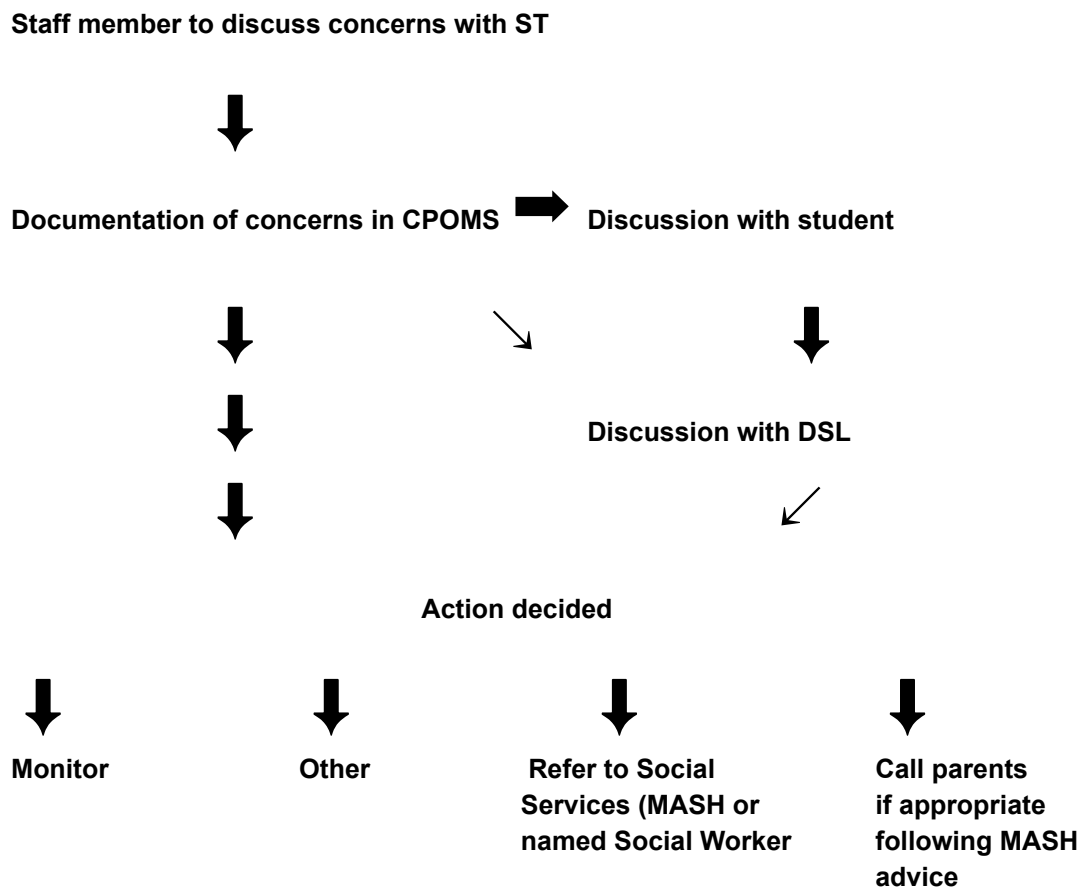 Staff member to discuss concerns with ST
Documentation of concerns in CPOMS
Discussion with student
Discussion with DSL
Action decided
Monitor
Other
Refer to Social
Services (MASH or
named Social Worker
Call parents
if appropriate
following MASH
advice